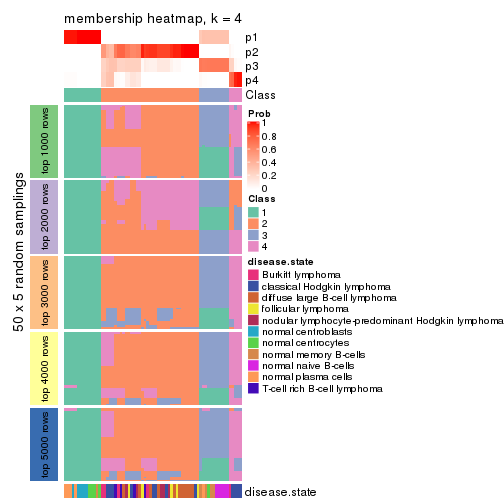 membership heatmap, k = 4
p1
p2
p3
p4
Class
50 x 5 random samplings
top 1000 rows
top 2000 rows
top 3000 rows
top 4000 rows
top 5000 rows
Prob
1
0.8
0.6
0.4
0.2
0
Class
1
2
3
4
disease.state
Burkitt lymphoma
classical Hodgkin lymphoma
diffuse large B-cell lymphoma
follicular lymphoma
nodular lymphocyte-predominant Hodgkin lymphoma
normal centroblasts
normal centrocytes
normal memory B-cells
normal naive B-cells
normal plasma cells
T-cell rich B-cell lymphoma
disease.state